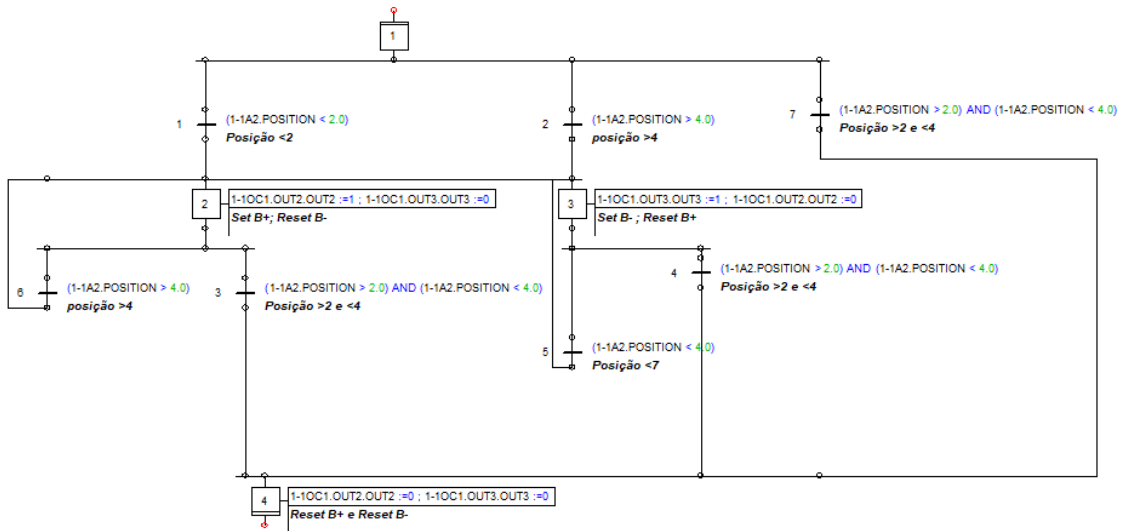 1
1
(1-1A2.POSITION < 2.0)
Posição <2
2
(1-1A2.POSITION > 4.0)
posição >4
7
(1-1A2.POSITION > 2.0) AND (1-1A2.POSITION < 4.0)
Posição >2 e <4
2
1-1OC1.OUT2.OUT2 :=1 ; 1-1OC1.OUT3.OUT3 :=0
Set B+; Reset B-
3
1-1OC1.OUT3.OUT3 :=1 ; 1-1OC1.OUT2.OUT2 :=0
Set B- ; Reset B+
6
(1-1A2.POSITION > 4.0)
posição >4
3
(1-1A2.POSITION > 2.0) AND (1-1A2.POSITION < 4.0)
Posição >2 e <4
4
(1-1A2.POSITION > 2.0) AND (1-1A2.POSITION < 4.0)
Posição >2 e <4
5
(1-1A2.POSITION < 4.0)
Posição <7
4
1-1OC1.OUT2.OUT2 :=0 ; 1-1OC1.OUT3.OUT3 :=0
Reset B+ e Reset B-